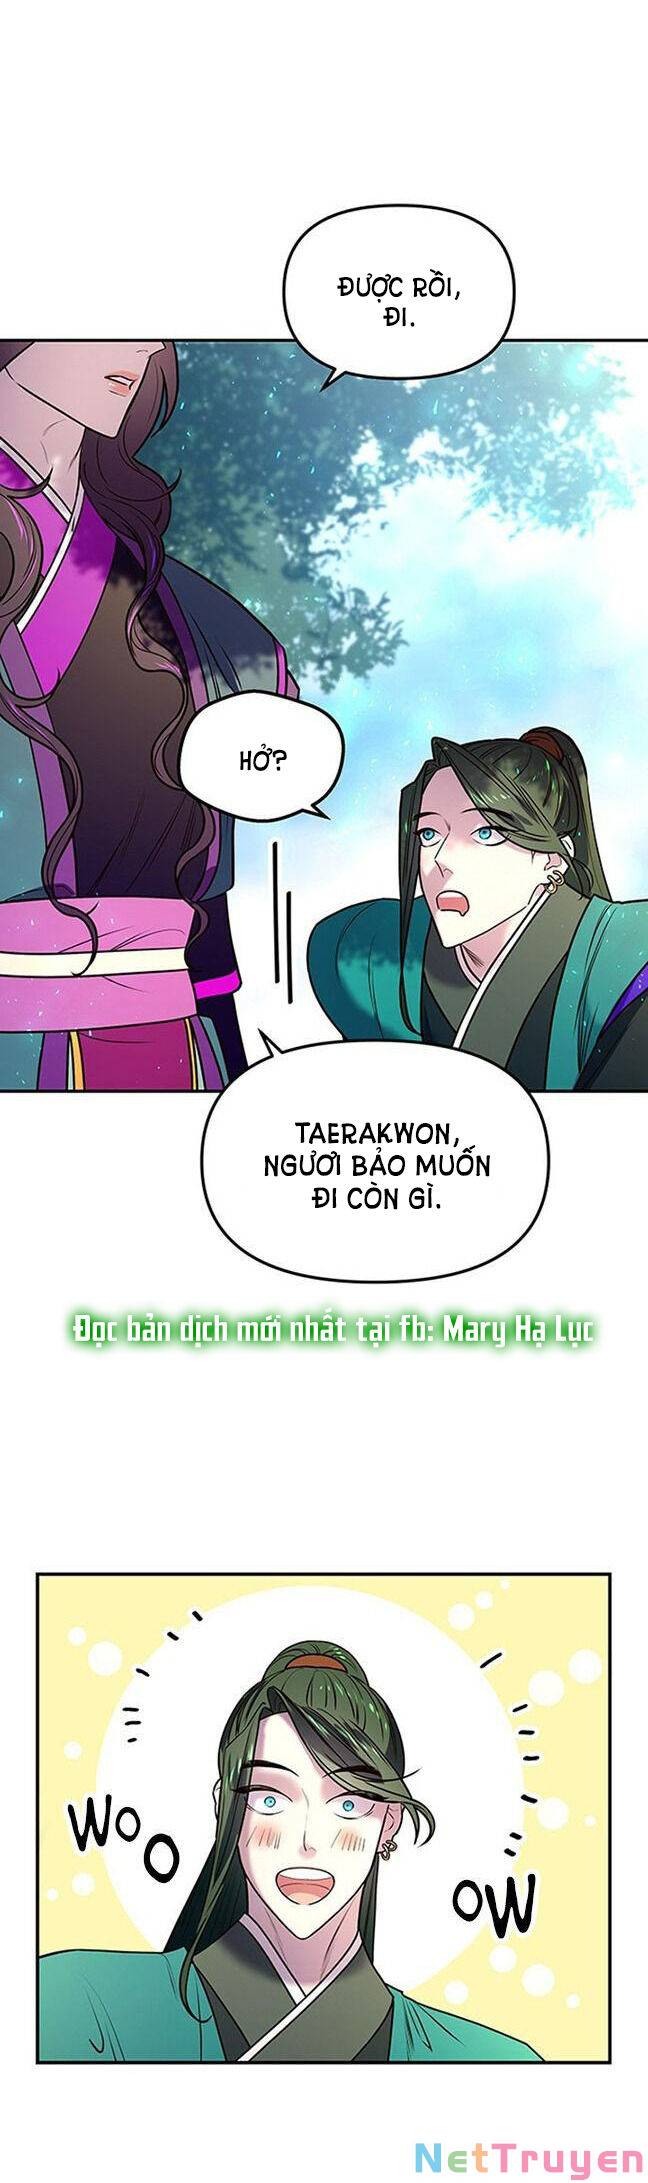 ĐƯỢC RỒI,
ĐI.
HỞ?
TAERAKWON,
NGƯƠI BẢO MUỐN
ĐI CÒN GÌ.
Đọc bản dịch mới nhất tại fb: Mary Hạ Lục
WOO
OW
NetTruyen